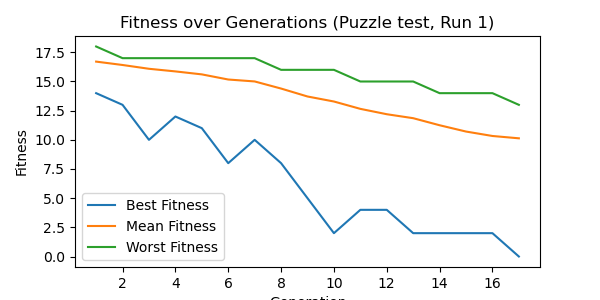 Fitness over Generations (Puzzle test, Run 1)
17.5
15.0
12.5
10.0
7.5
5.0
2.5
0.0
Fitness
Best Fitness
Mean Fitness
Worst Fitness
2 4 6 8 10 12 14 16
Generation